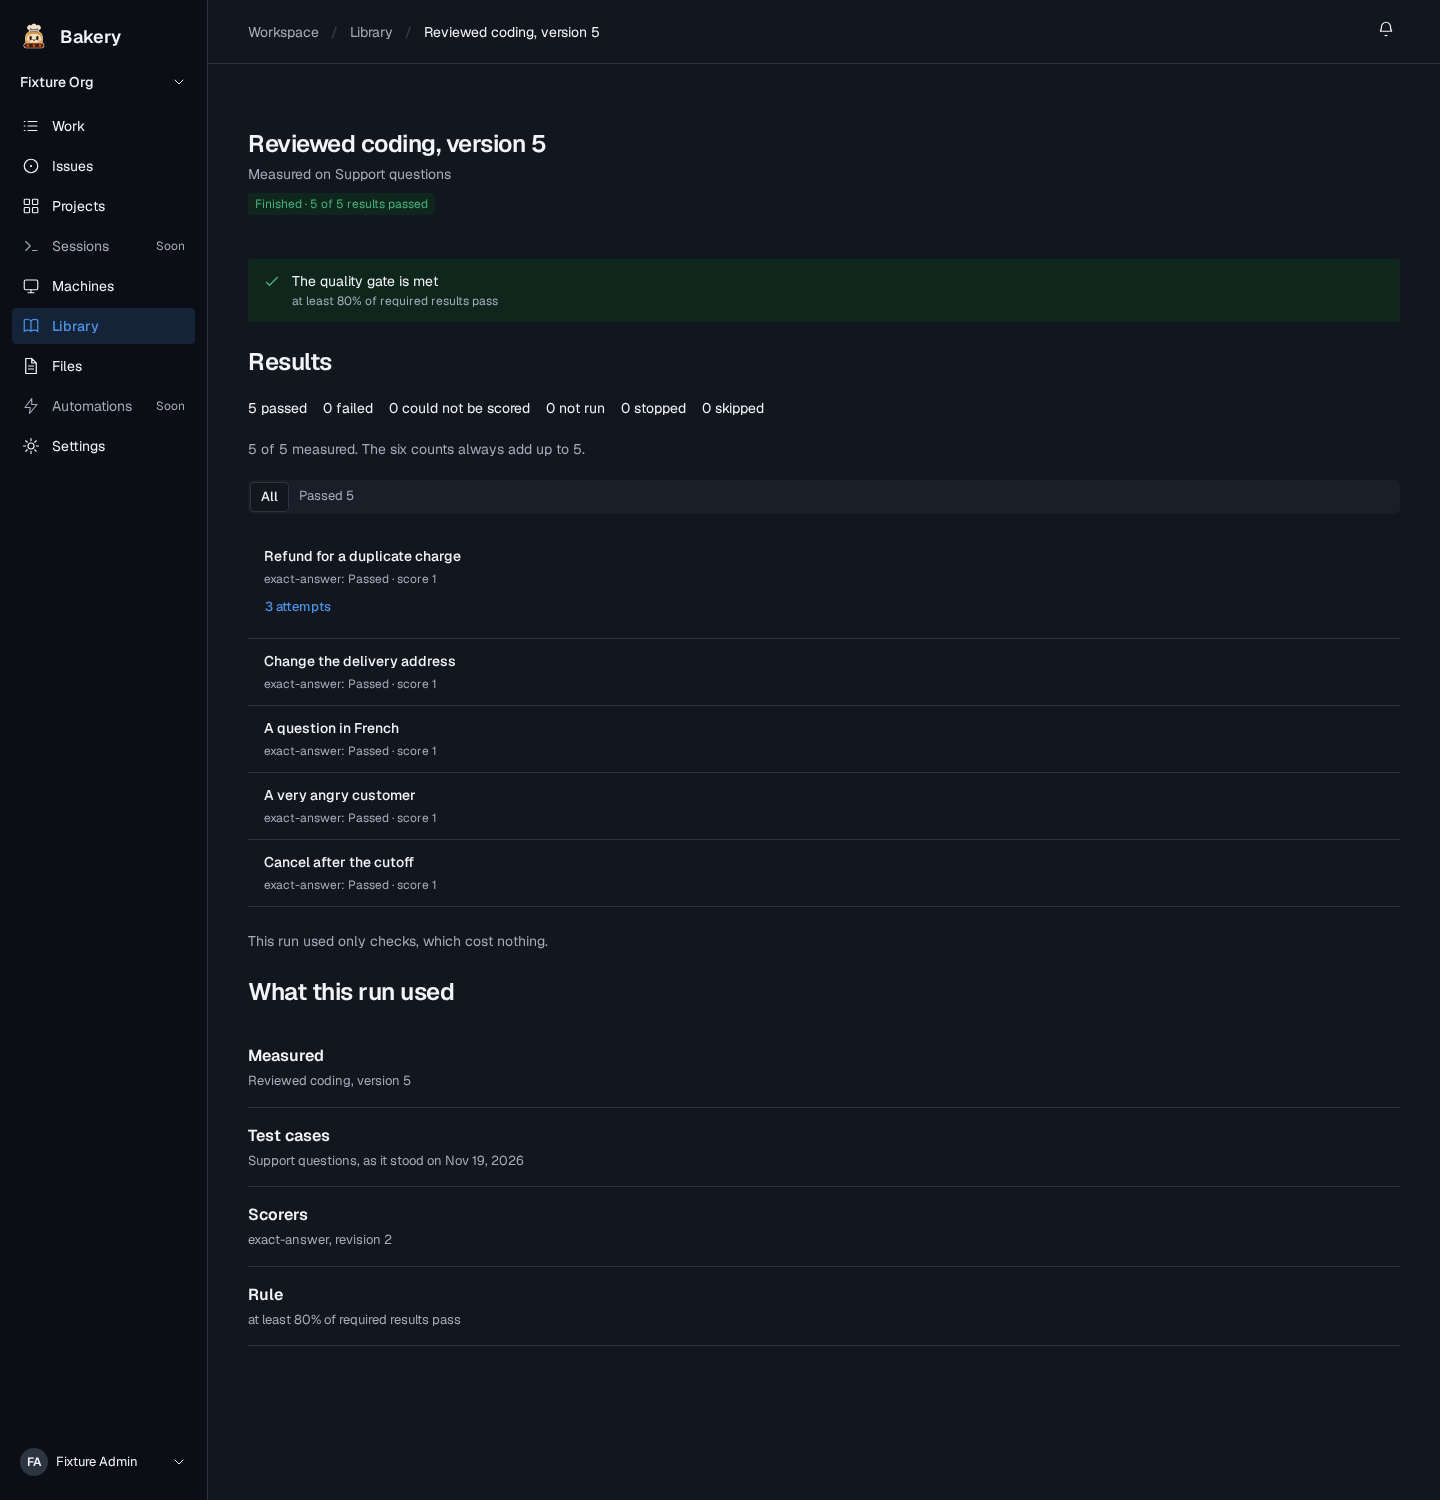 Bakery
Fixture Org
Work
Issues
Projects
Sessions Soon
Machines
Library
Files
Automations Soon
Settings
FA Fixture Admin
Workspace / Library / Reviewed coding, version 5
Reviewed coding, version 5
Measured on Support questions
Finished · 5 of 5 results passed
The quality gate is met
at least 80% of required results pass
Results
5 passed 0 failed 0 could not be scored 0 not run 0 stopped 0 skipped
5 of 5 measured. The six counts always add up to 5.
All Passed 5
Refund for a duplicate charge
exact-answer: Passed · score 1
3 attempts
Change the delivery address
exact-answer: Passed · score 1
A question in French
exact-answer: Passed · score 1
A very angry customer
exact-answer: Passed · score 1
Cancel after the cutoff
exact-answer: Passed · score 1
This run used only checks, which cost nothing.
What this run used
Measured
Reviewed coding, version 5
Test cases
Support questions, as it stood on Nov 19, 2026
Scorers
exact-answer, revision 2
Rule
at least 80% of required results pass